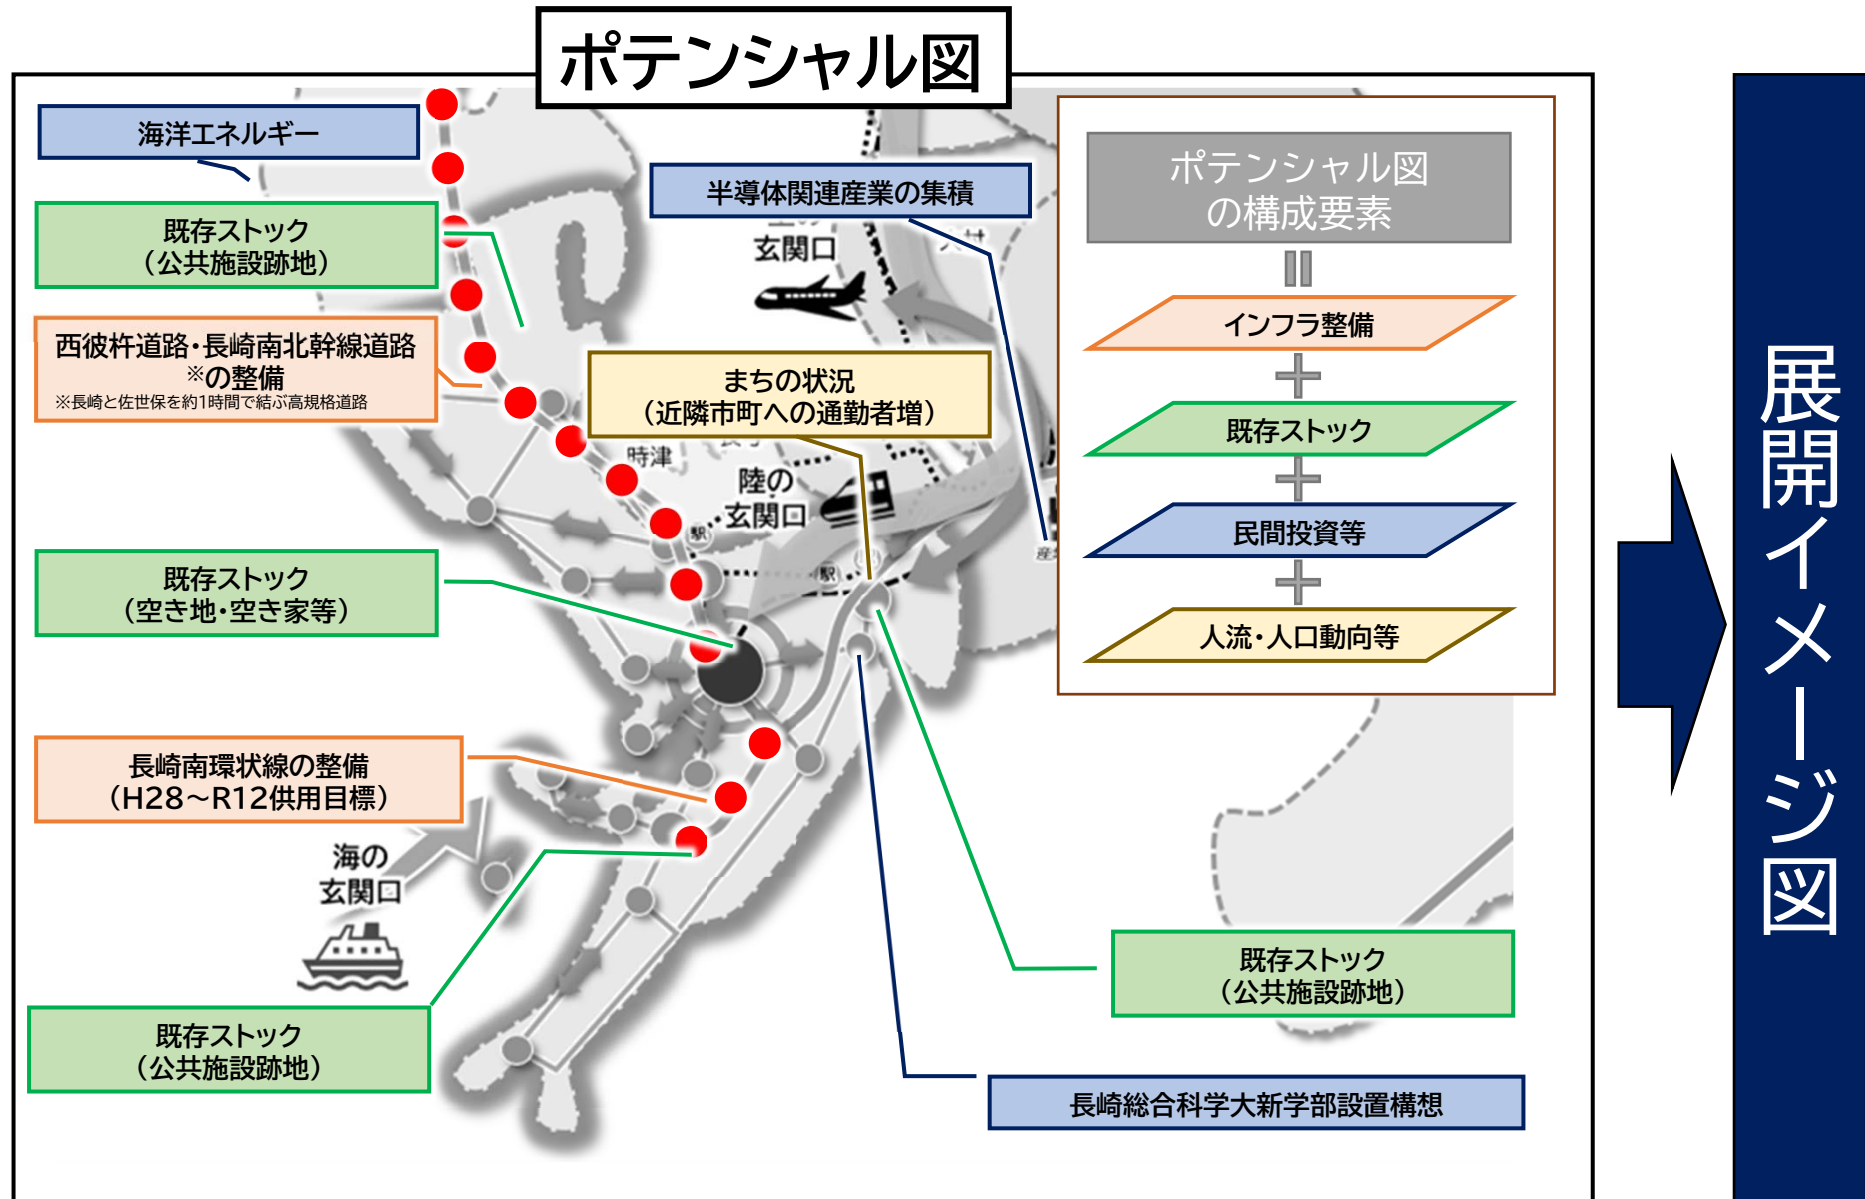 ポテンシャル図
海洋エネルギー
既存ストック
（公共施設跡地）
西彼杵道路・長崎南北幹線道路
※の整備
※長崎と佐世保を約1時間で結ぶ高規格道路
半導体関連産業の集積
玄関口
まちの状況
（近隣市町への通勤者増）
時津
陸の
玄関口
駅
駅
既存ストック
（空き地・空き家等）
長崎南環状線の整備
（H28～R12供用目標）
海の
玄関口
既存ストック
（公共施設跡地）
既存ストック
（公共施設跡地）
長崎総合科学大新学部設置構想
ポテンシャル図
の構成要素
インフラ整備
既存ストック
民間投資等
人流・人口動向等
展開イメージ図